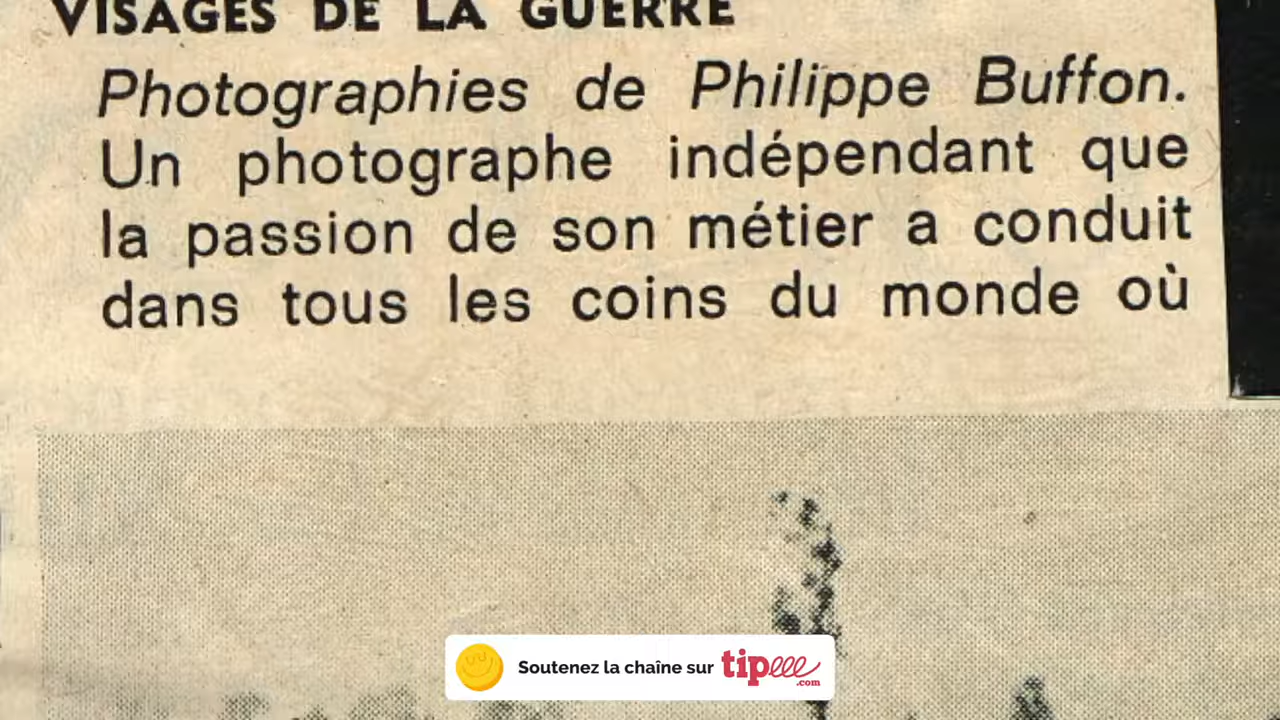 VISAGES DE LA GUERRE
Photographies de Philippe Buffon.
Un photographe indépendant que
la passion de son métier a conduit
dans tous les coins du monde où
Soutenez la chaîne sur tipeee
.com